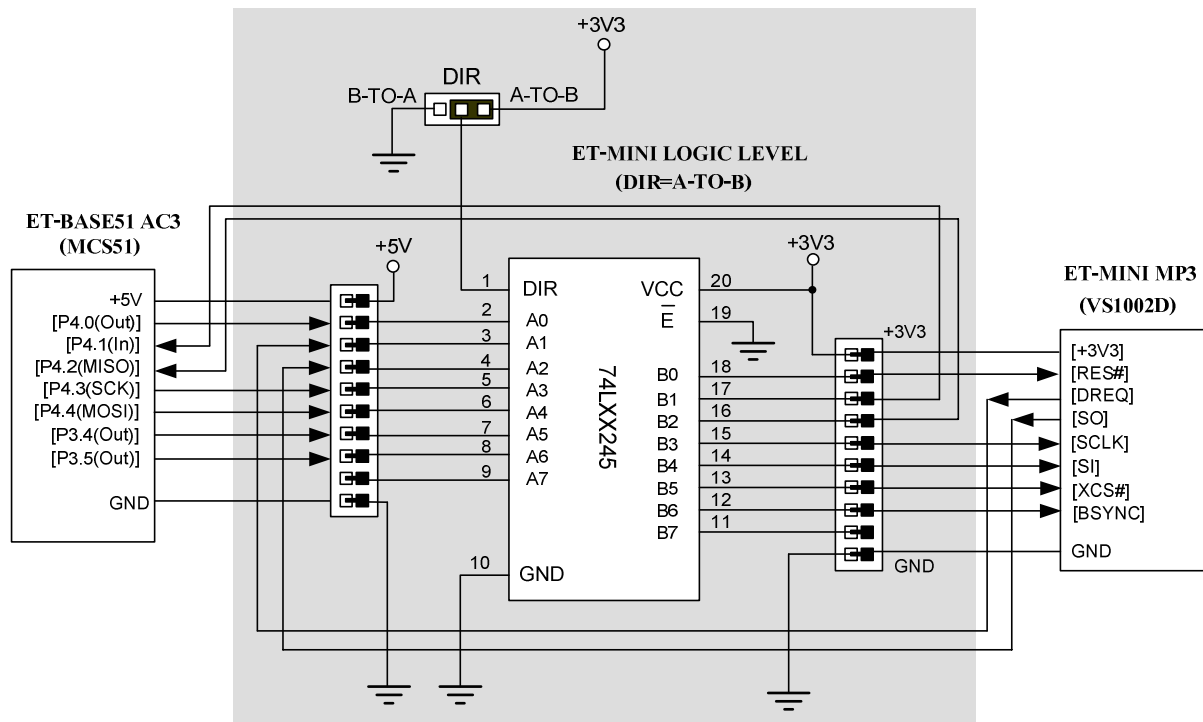 +3V3
DIR
B-TO-A
A-TO-B
ET-MINI LOGIC LEVEL
(DIR=A-TO-B)
ET-BASE51 AC3
(MCS51)
+5V
[P4.0(Out)]
[P4.1(In)]
[P4.2(MISO)]
[P4.3(SCK)]
[P4.4(MOSI)]
[P3.4(Out)]
[P3.5(Out)]
GND
+5V
1
2
3
4
5
6
7
8
9
10
DIR
A0
A1
A2
A3
A4
A5
A6
A7
GND
74LXX245
VCC
E
B0
B1
B2
B3
B4
B5
B6
B7
20
19
18
17
16
15
14
13
12
11
+3V3
+3V3
GND
ET-MINI MP3
(VS1002D)
[+3V3]
[RES#]
[DREQ]
[SO]
[SCLK]
[SI]
[XCS#]
[BSYNC]
GND